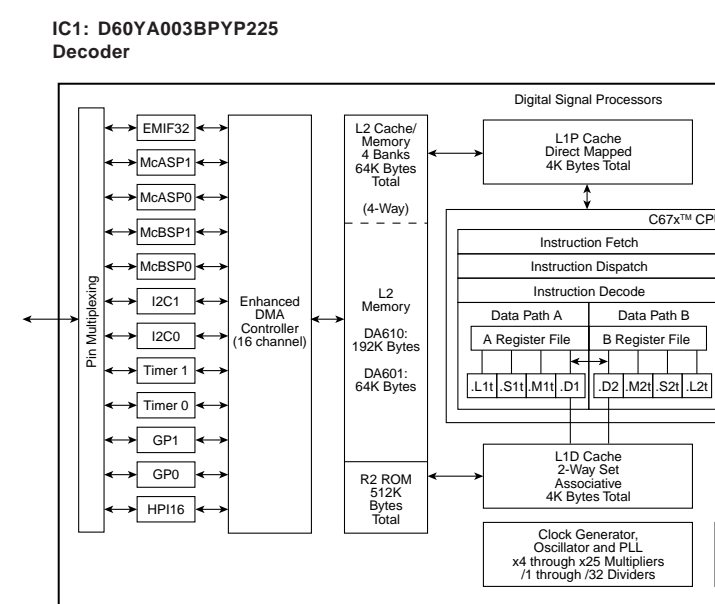 IC1: D60YA003BPYP225
Decoder
Digital Signal Processors
Pin Multiplexing
EMIF32
McASP1
McASP0
McBSP1
McBSP0
I2C1
I2C0
Timer 1
Timer 0
GP1
GP0
HPI16
Enhanced
DMA
Controller
(16 channel)
L2 Cache/
Memory
4 Banks
64K Bytes
Total
(4-Way)
L2
Memory
DA610:
192K Bytes
DA601:
64K Bytes
R2 ROM
512K
Bytes
Total
L1P Cache
Direct Mapped
4K Bytes Total
C67x™ CP
Instruction Fetch
Instruction Dispatch
Instruction Decode
Data Path A
Data Path B
A Register File
B Register File
.L1t .S1t .M1t .D1
.D2 .M2t .S2t .L2t
L1D Cache
2-Way Set
Associative
4K Bytes Total
Clock Generator,
Oscillator and PLL
x4 through x25 Multipliers
/1 through /32 Dividers